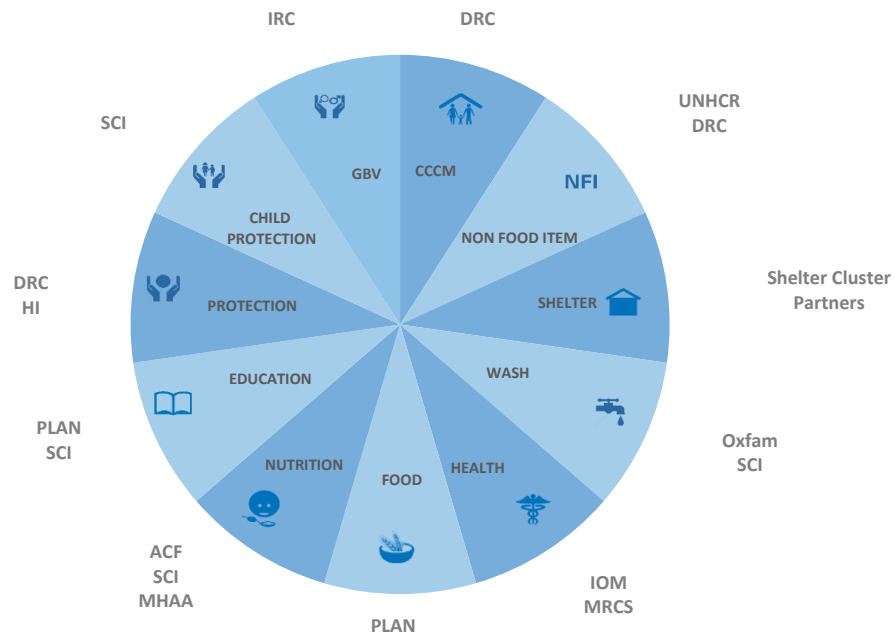 IRC
DRC
SCI
UNHCR
DRC
GBV
CCCM
NFI
CHILD
PROTECTION
NON FOOD ITEM
DRC
HI
PROTECTION
SHELTER
Shelter Cluster
Partners
EDUCATION
WASH
PLAN
SCI
Oxfam
SCI
NUTRITION
FOOD
HEALTH
ACF
SCI
MHAA
PLAN
IOM
MRCS